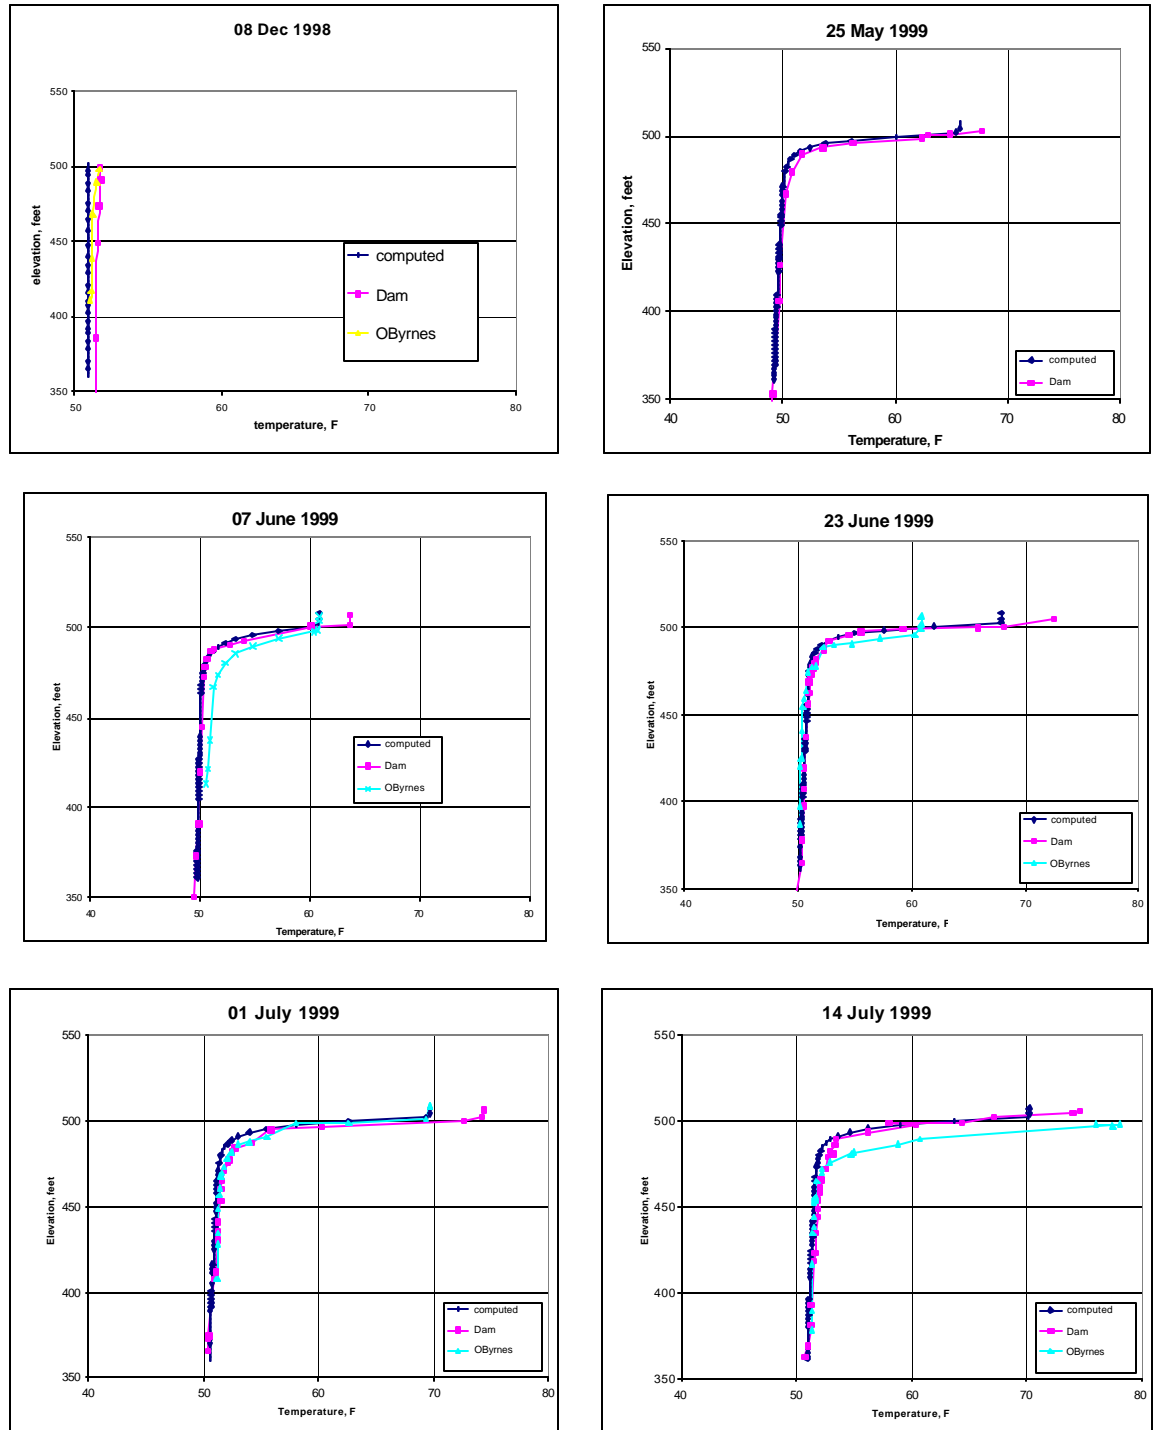 08 Dec 1998
550
500
450
400
350
50
60
70
80
elevation, feet
temperature, F
computed
Dam
OByrnes
25 May 1999
550
500
450
400
350
40
50
60
70
80
Elevation, feet
Temperature, F
computed
Dam
07 June 1999
550
500
450
400
350
40
50
60
70
80
Elevation, feet
Temperature, F
computed
Dam
OByrnes
23 June 1999
550
500
450
400
350
40
50
60
70
80
Elevation, feet
Temperature, F
computed
Dam
OByrnes
01 July 1999
550
500
450
400
350
40
50
60
70
80
Elevation, feet
Temperature, F
computed
Dam
OByrnes
14 July 1999
550
500
450
400
350
40
50
60
70
80
Elevation, feet
Temperature, F
computed
Dam
OByrnes